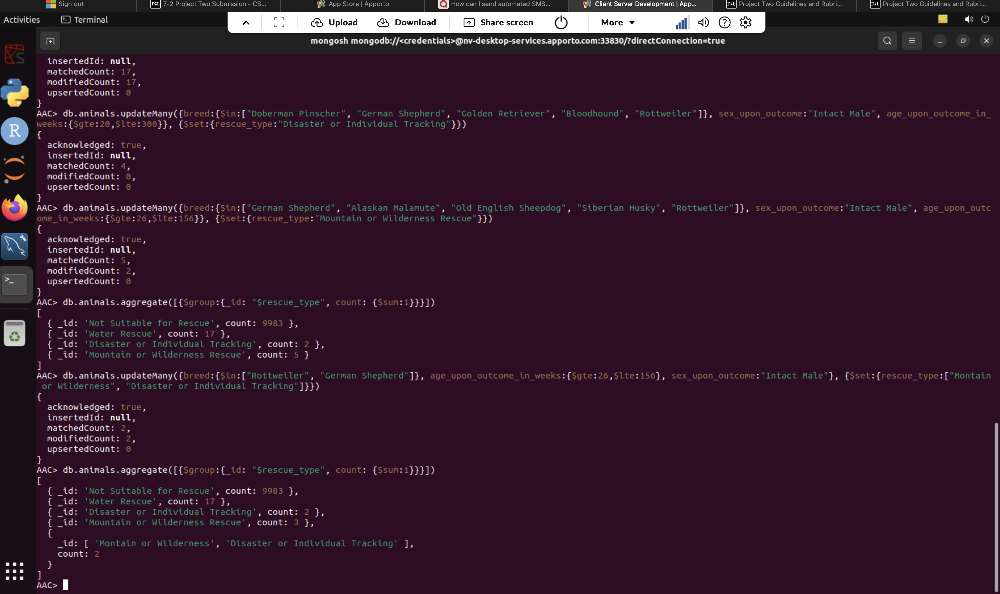 Sign out
D2L 7-2 Project Two Submission - CS...
App Store | Apporto
Q How can I send automated SMS...
Client Server Development | App...
D2L Project Two Guidelines and Rubri...
D2L Project Two Guidelines and Rubri...
Activities
Terminal
Upload
Download
Share screen
More
mongosh mongodb://<credentials>@nv-desktop-services.apporto.com:33830/?directConnection=true
insertedId: null,
matchedCount: 17,
modifiedCount: 17,
upsertedCount: 0
}
AAC> db.animals.updateMany({breed:{$in:["Doberman Pinscher", "German Shepherd", "Golden Retriever", "Bloodhound", "Rottweiler"]}, sex_upon_outcome:"Intact Male", age_upon_outcome_in_
weeks:{$gte:20,$lte:300}}, {$set:{rescue_type:"Disaster or Individual Tracking"}})
{
acknowledged: true,
insertedId: null,
matchedCount: 4,
modifiedCount: 0,
upsertedCount: 0
}
AAC> db.animals.updateMany({breed:{$in:["German Shepherd", "Alaskan Malamute", "Old English Sheepdog", "Siberian Husky", "Rottweiler"]}, sex_upon_outcome:"Intact Male", age_upon_outc
ome_in_weeks:{$gte:26,$lte:156}}, {$set:{rescue_type:"Mountain or Wilderness Rescue"}})
{
acknowledged: true,
insertedId: null,
matchedCount: 5,
modifiedCount: 2,
upsertedCount: 0
}
AAC> db.animals.aggregate([{$group:{_id: "$rescue_type", count: {$sum:1}}}])
[
{ _id: 'Not Suitable for Rescue', count: 9983 },
{ _id: 'Water Rescue', count: 17 },
{ _id: 'Disaster or Individual Tracking', count: 2 },
{ _id: 'Mountain or Wilderness Rescue', count: 5 }
]
AAC> db.animals.updateMany({breed:{$in:["Rottweiler", "German Shepherd"]}, age_upon_outcome_in_weeks:{$gte:26,$lte:156}, sex_upon_outcome:"Intact Male"}, {$set:{rescue_type:["Montain
or Wilderness", "Disaster or Individual Tracking"]}})
{
acknowledged: true,
insertedId: null,
matchedCount: 2,
modifiedCount: 2,
upsertedCount: 0
}
AAC> db.animals.aggregate([{$group:{_id: "$rescue_type", count: {$sum:1}}}])
[
{ _id: 'Not Suitable for Rescue', count: 9983 },
{ _id: 'Water Rescue', count: 17 },
{ _id: 'Disaster or Individual Tracking', count: 2 },
{ _id: 'Mountain or Wilderness Rescue', count: 3 },
{
_id: [ 'Montain or Wilderness', 'Disaster or Individual Tracking' ],
count: 2
}
]
AAC>